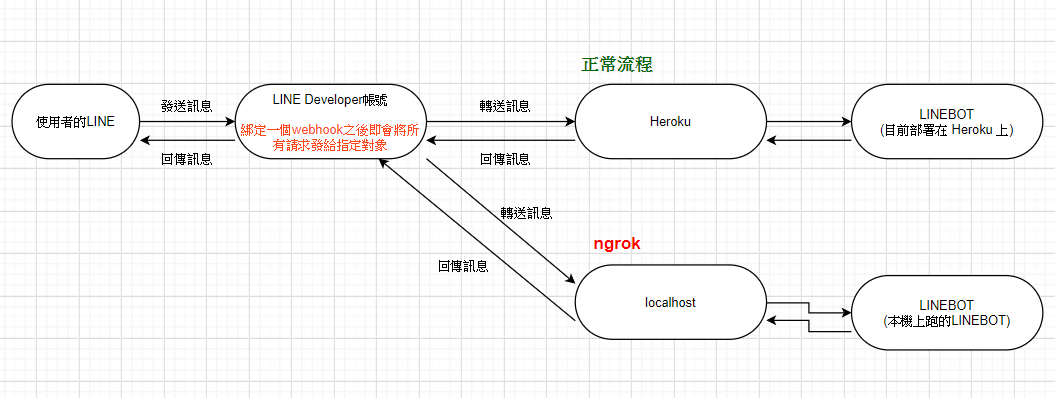 正常流程
使用者的LINE
發送訊息
回傳訊息
LINE Developer帳號
綁定一個webhook之後即會將所
有請求發給指定對象
轉送訊息
回傳訊息
Heroku
LINEBOT
(目前部署在 Heroku 上)
轉送訊息
回傳訊息
ngrok
localhost
LINEBOT
(本機上跑的LINEBOT)